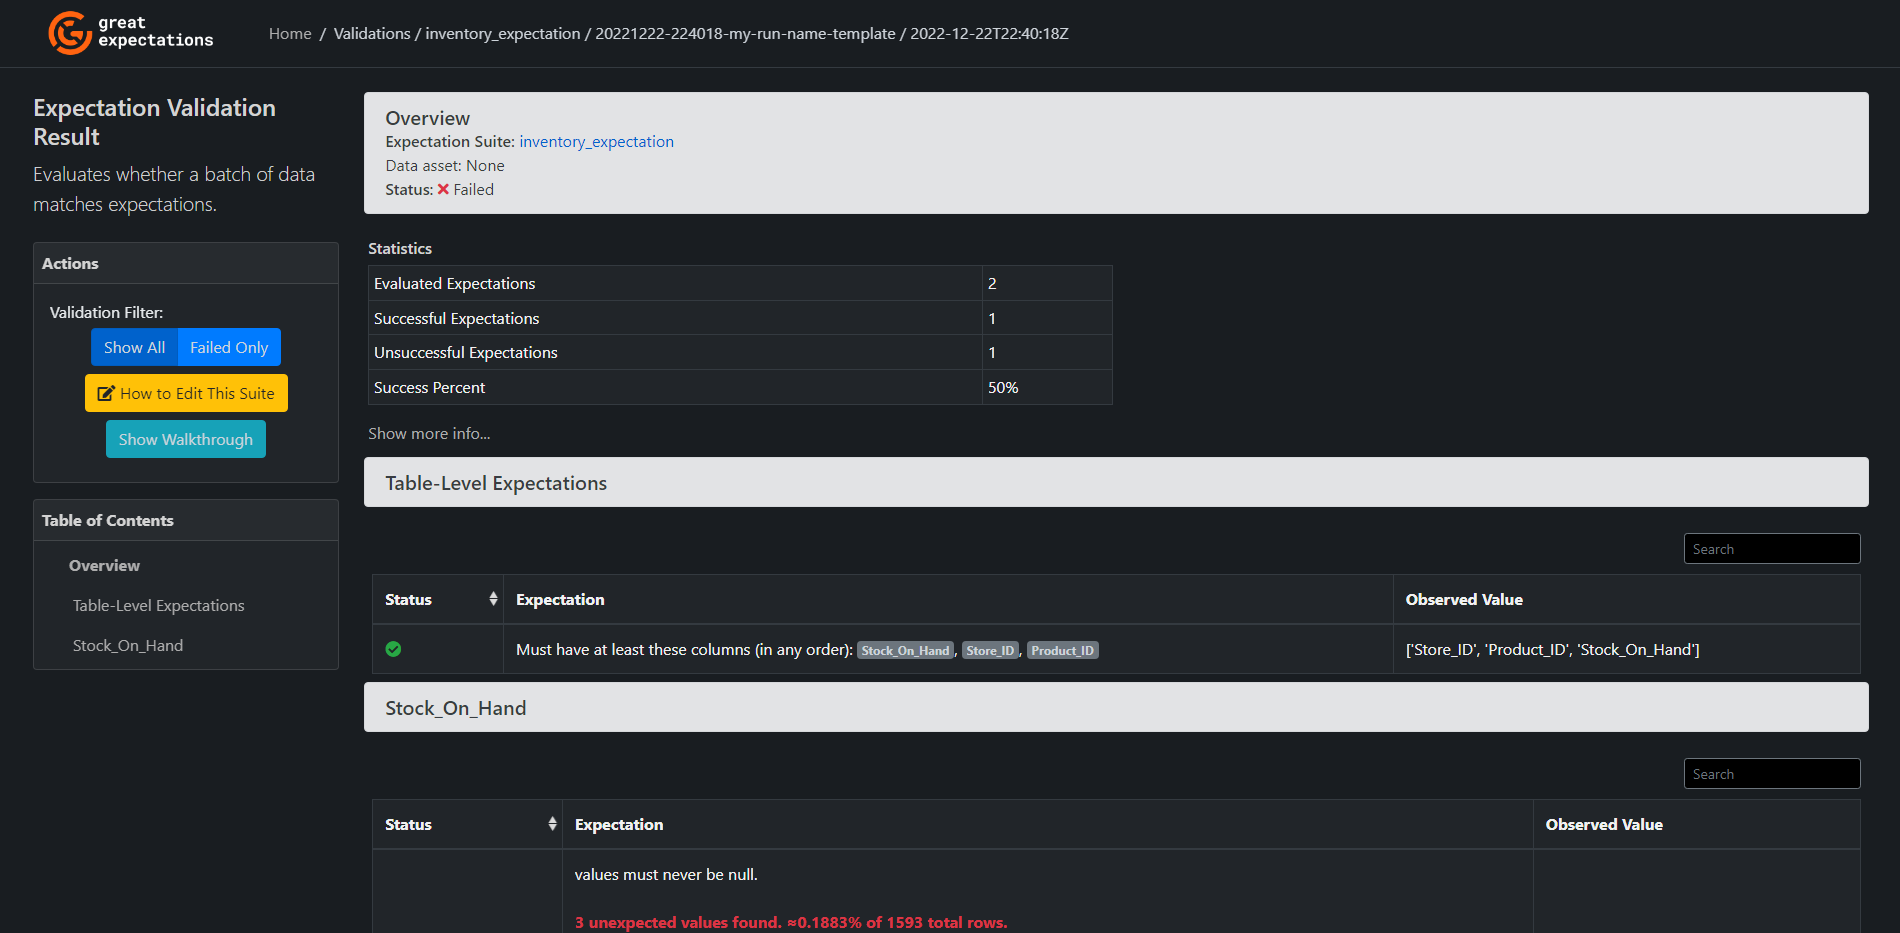 great
expectations
Home / Validations / inventory_expectation / 20221222-224018-my-run-name-template / 2022-12-22T22:40:18Z
Expectation Validation
Result
Evaluates whether a batch of data
matches expectations.
Actions
Validation Filter:
Show All Failed Only
How to Edit This Suite
Show Walkthrough
Table of Contents
Overview
Table-Level Expectations
Stock_On_Hand
Overview
Expectation Suite: inventory_expectation
Data asset: None
Status: Failed
Statistics
Evaluated Expectations 2
Successful Expectations 1
Unsuccessful Expectations 1
Success Percent 50%
Show more info...
Table-Level Expectations
Search
Status Expectation Observed Value
Must have at least these columns (in any order): Stock_On_Hand, Store_ID, Product_ID ['Store_ID', 'Product_ID', 'Stock_On_Hand']
Stock_On_Hand
Search
Status Expectation Observed Value
values must never be null.
3 unexpected values found. ≈0.1883% of 1593 total rows.